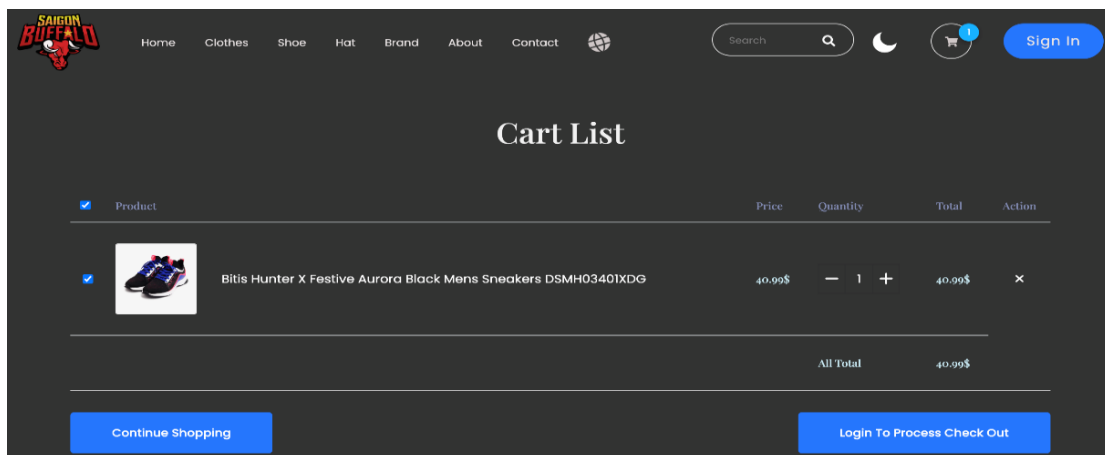 SAIGON
BUFFALO
Home Clothes Shoe Hat Brand About Contact Search 1 Sign In
Cart List
Product Price Quantity Total Action
Bitis Hunter X Festive Aurora Black Mens Sneakers DSMH03401XDG 40.99$ 1 40.99$
All Total 40.99$
Continue Shopping Login To Process Check Out